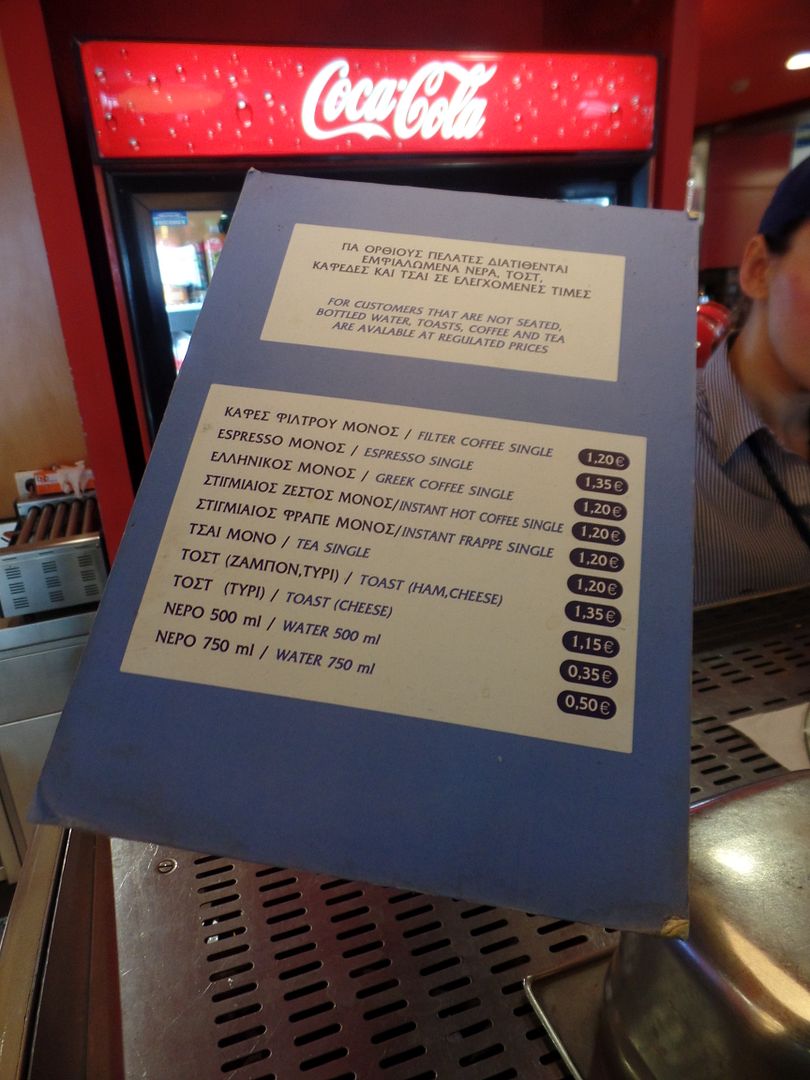 Coca-Cola
ΓΙΑ ΟΡΘΙΟΥΣ ΠΕΛΑΤΕΣ ΔΙΑΤΙΘΕΝΤΑΙ
ΕΜΦΙΑΛΩΜΕΝΑ ΝΕΡΑ, ΤΟΣΤ,
ΚΑΦΕΔΕΣ ΚΑΙ ΤΣΑΙ ΣΕ ΕΛΕΓΧΟΜΕΝΕΣ ΤΙΜΕΣ
FOR CUSTOMERS THAT ARE NOT SEATED,
BOTTLED WATER, TOASTS, COFFEE AND TEA
ARE AVALABLE AT REGULATED PRICES
ΚΑΦΕΣ ΦΙΛΤΡΟΥ ΜΟΝΟΣ / FILTER COFFEE SINGLE 1,20€
ESPRESSO ΜΟΝΟΣ / ESPRESSO SINGLE 1,35€
ΕΛΛΗΝΙΚΟΣ ΜΟΝΟΣ / GREEK COFFEE SINGLE 1,20€
ΣΤΙΓΜΙΑΙΟΣ ΖΕΣΤΟΣ ΜΟΝΟΣ/INSTANT HOT COFFEE SINGLE 1,20€
ΣΤΙΓΜΙΑΙΟΣ ΦΡΑΠΕ ΜΟΝΟΣ/INSTANT FRAPPE SINGLE 1,20€
ΤΣΑΙ ΜΟΝΟ / TEA SINGLE 1,20€
ΤΟΣΤ (ΖΑΜΠΟΝ,ΤΥΡΙ) / TOAST (HAM,CHEESE) 1,35€
ΤΟΣΤ (ΤΥΡΙ) / TOAST (CHEESE) 1,15€
ΝΕΡΟ 500 ml / WATER 500 ml 0,35€
ΝΕΡΟ 750 ml / WATER 750 ml 0,50€